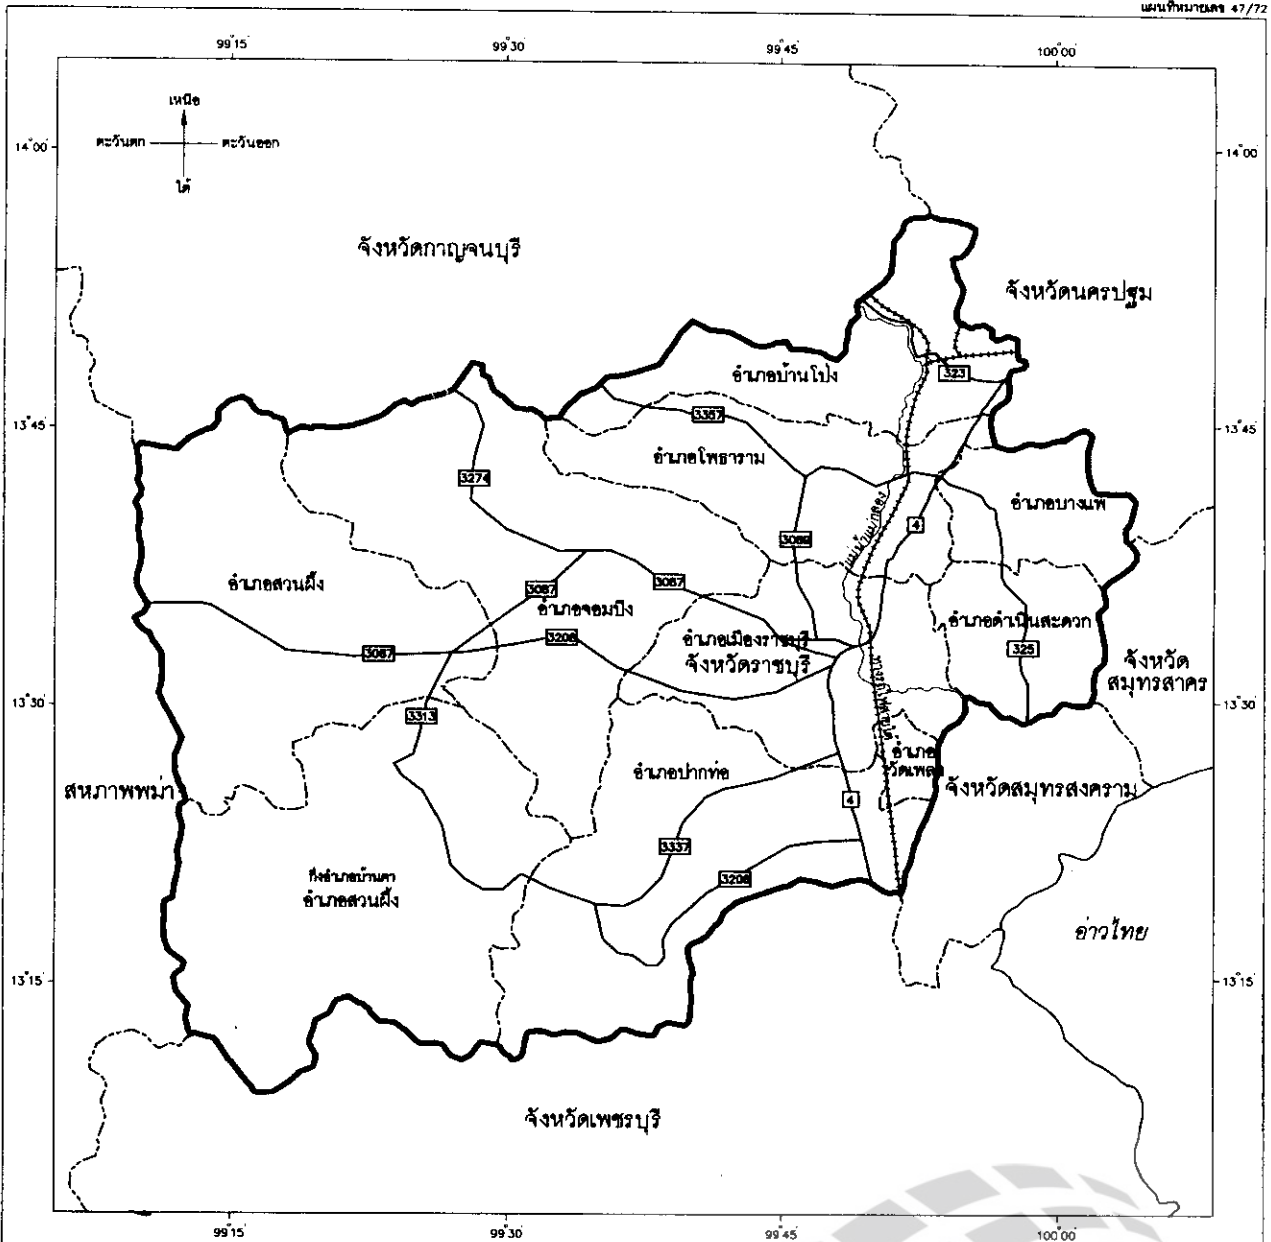 แผนที่หมายเลข 47/72
99°15'
99°30'
99°45'
100°00'
เหนือ
ตะวันตก
ตะวันออก
ใต้
14°00'
14°00'
จังหวัดกาญจนบุรี
จังหวัดนครปฐม
อำเภอบ้านโป่ง
323
3357
13°45'
13°45'
อำเภอโพธาราม
3274
อำเภอบางแพ
แม่น้ำแม่กลอง
4
3089
อำเภอสวนผึ้ง
3087
3087
อำเภอจอมบึง
อำเภอดำเนินสะดวก
3208
อำเภอเมืองราชบุรี
จังหวัดราชบุรี
3087
325
จังหวัด
สมุทรสาคร
ทางรถไฟสายใต้
13°30'
13°30'
3313
อำเภอ
วัดเพลง
อำเภอปากท่อ
สหภาพพม่า
จังหวัดสมุทรสงคราม
4
3337
กิ่งอำเภอบ้านคา
อำเภอสวนผึ้ง
3208
อ่าวไทย
13°15'
13°15'
จังหวัดเพชรบุรี
99°15'
99°30'
99°45'
100°00'